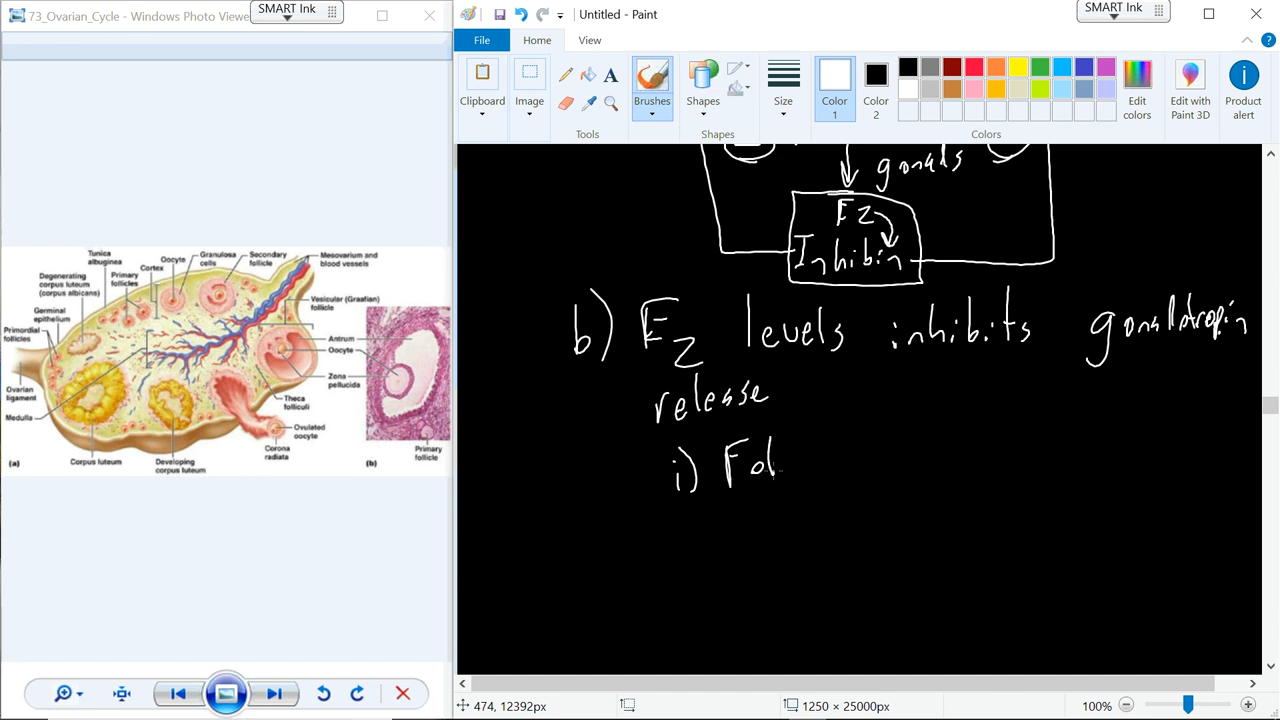 73_Ovarian_Cycle - Windows Photo Viewe
SMART Ink
Untitled - Paint
SMART Ink
File
Home
View
Clipboard
Image
Tools
Brushes
Shapes
Shapes
Size
Color
1
Color
2
Edit
colors
Colors
Edit with
Paint 3D
Product
alert
Tunica
albuginea
Degenerating
corpus luteum
(corpus albicans)
Germinal
epithelium
Primordial
follicles
Primary
follicles
Cortex
Oocyte
Granulosa
cells
Secondary
follicle
Mesovarium and
blood vessels
Vesicular (Graafian)
follicle
Antrum
Oocyte
Zona
pellucida
Theca
folliculi
Ovulated
oocyte
Corona
radiata
Ovarian
ligament
Medulla
Corpus luteum
Developing
corpus luteum
Primary
follicle
(a)
(b)
gonads
E2
Inhibin
b) E2 levels inhibits gonadotropin
release
i) Fol
474, 12392px
1250 × 25000px
100%